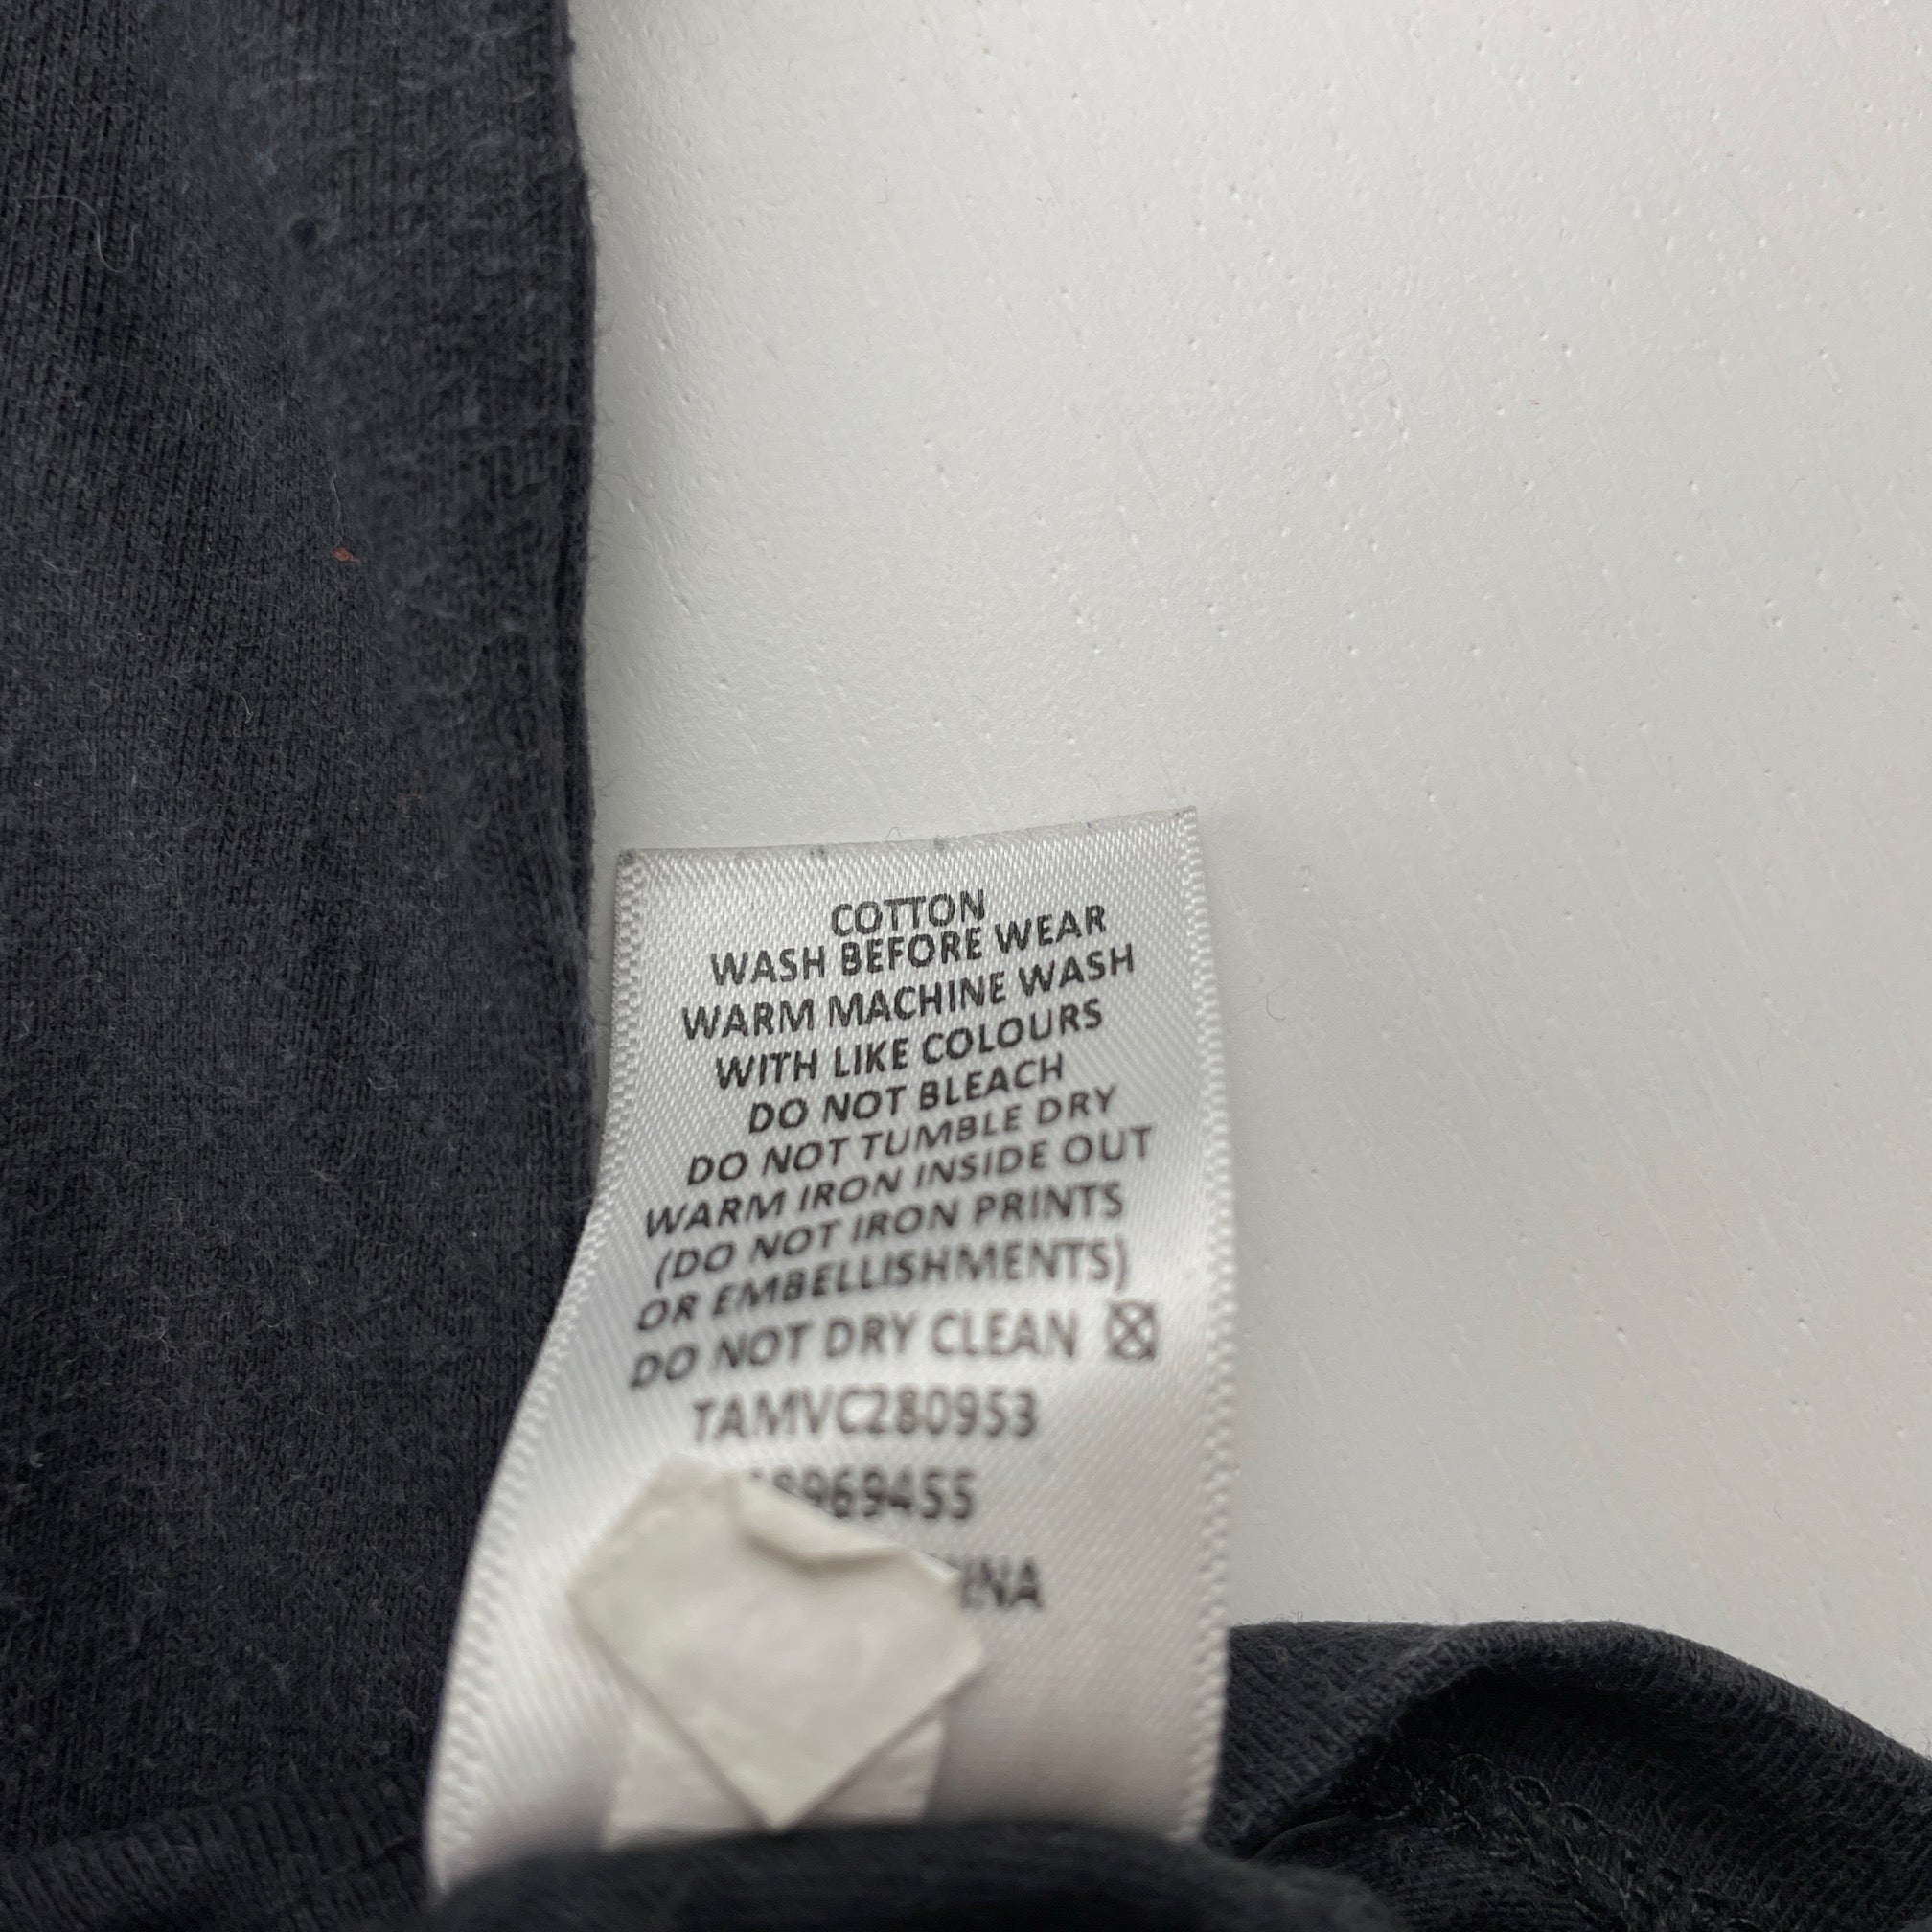 COTTON
WASH BEFORE WEAR
WARM MACHINE WASH
WITH LIKE COLOURS
DO NOT BLEACH
DO NOT TUMBLE DRY
WARM IRON INSIDE OUT
(DO NOT IRON PRINTS
OR EMBELLISHMENTS)
DO NOT DRY CLEAN
TAMVC280953